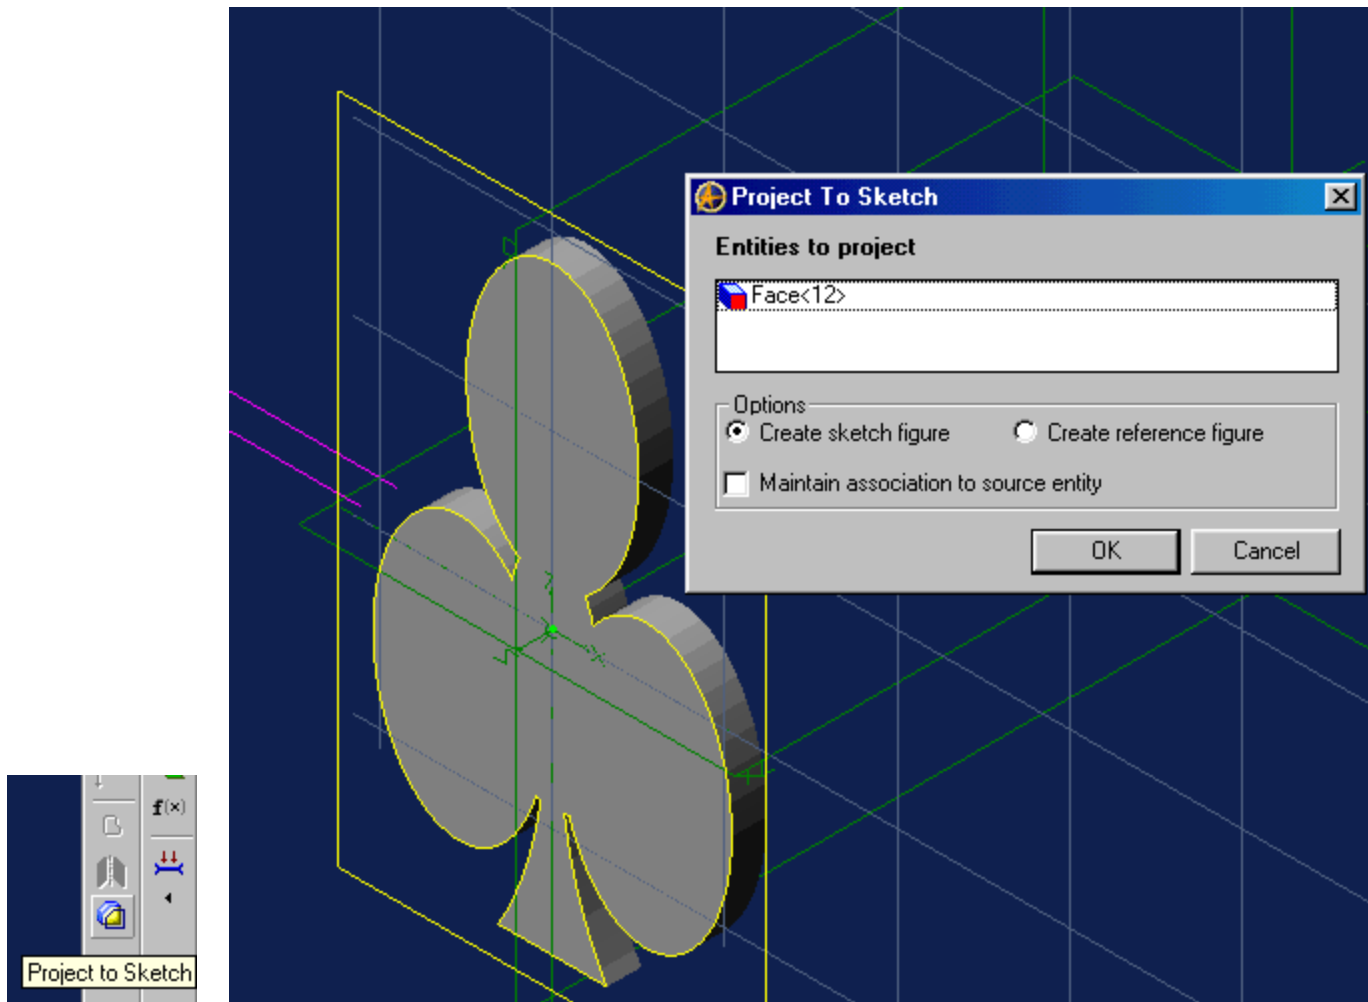 Project To Sketch
Entities to project
Face<12>
Options
Create sketch figure
Create reference figure
Maintain association to source entity
OK
Cancel
f(×)
Project to Sketch